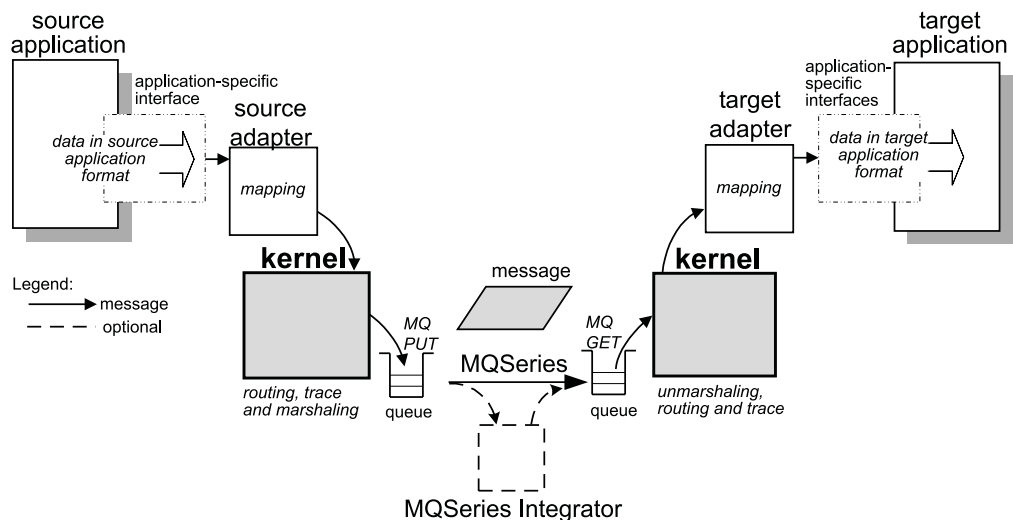 source
application
application-specific
interface
data in source
application
format
source
adapter
mapping
kernel
routing, trace
and marshaling
Legend:
message
optional
MQ
PUT
queue
message
MQSeries
MQSeries Integrator
MQ
GET
queue
kernel
unmarshaling,
routing and trace
target
adapter
mapping
application-
specific
interfaces
data in target
application
format
target
application